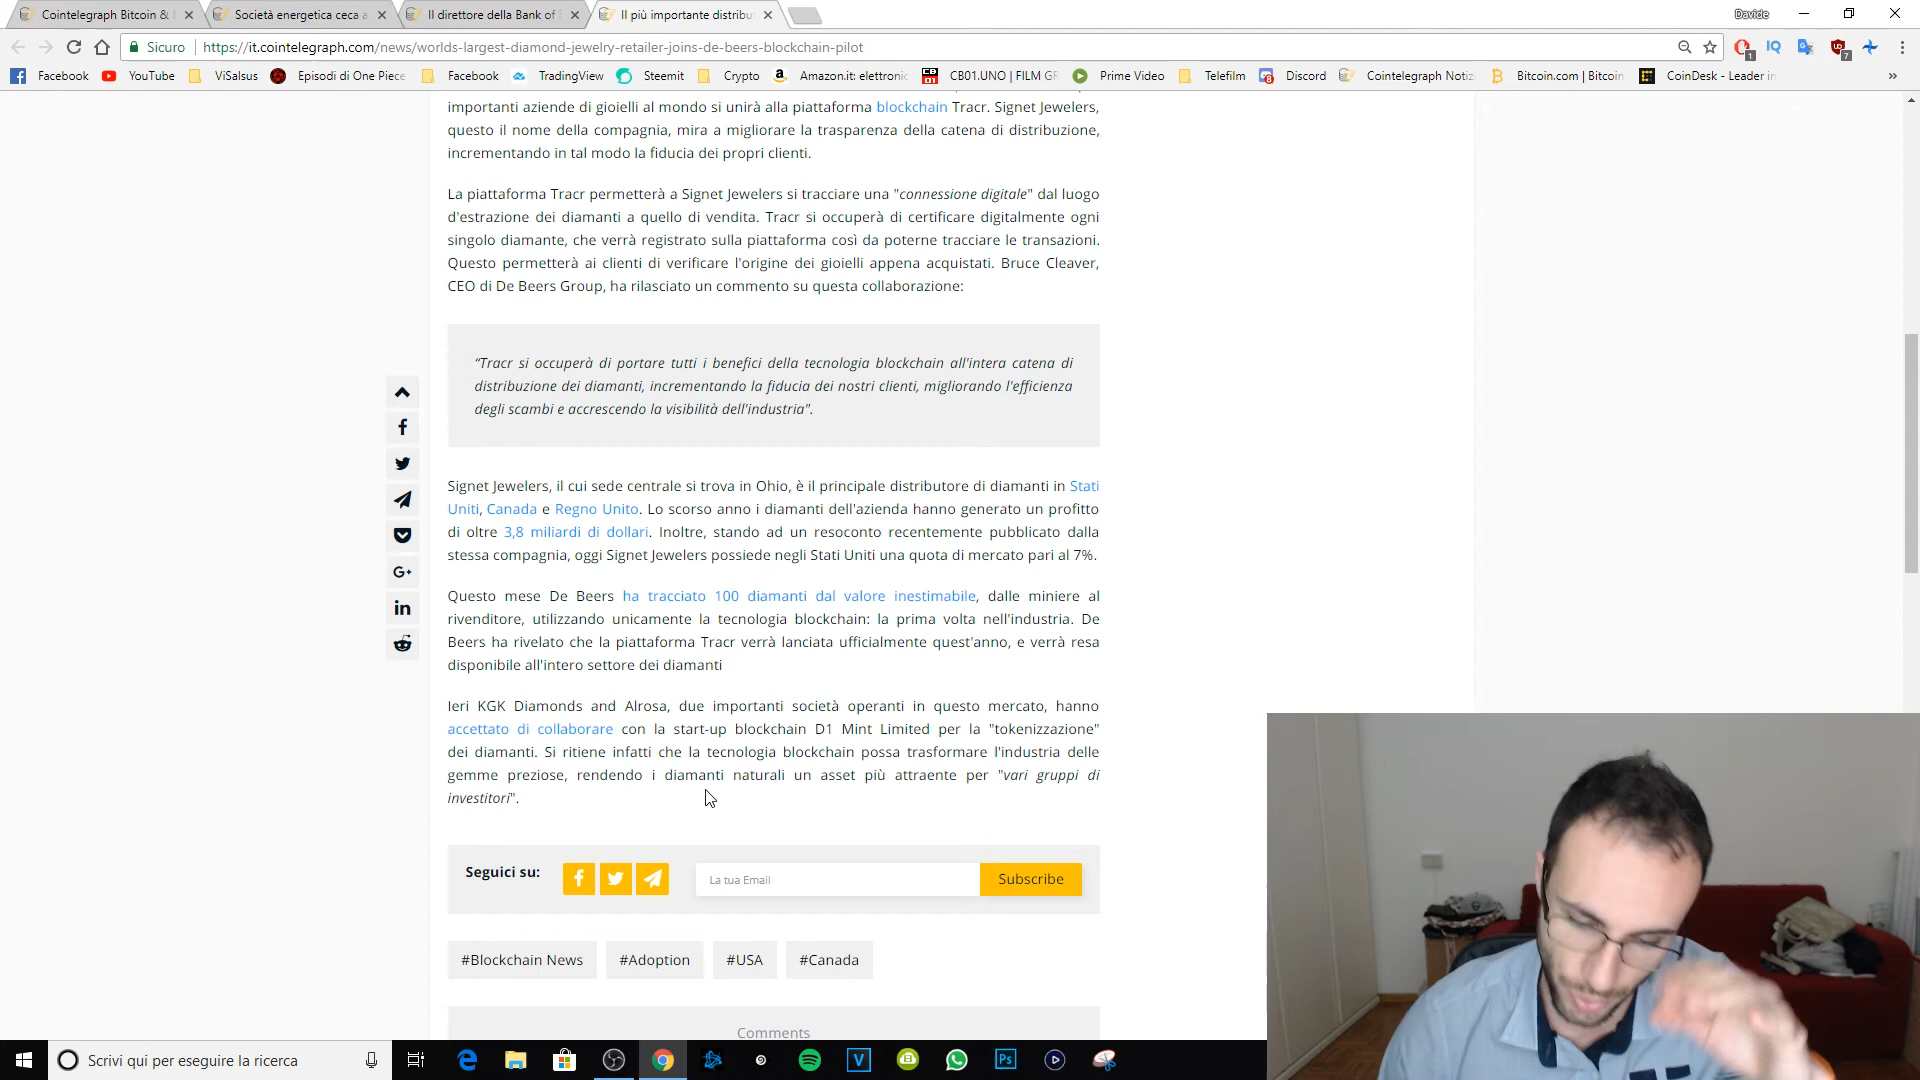 Cointelegraph Bitcoin & E
Società energetica ceca a
Il direttore della Bank of E
Il più importante distribut
Davide
Sicuro
https://it.cointelegraph.com/news/worlds-largest-diamond-jewelry-retailer-joins-de-beers-blockchain-pilot
Facebook YouTube ViSalsus Episodi di One Piece Facebook TradingView Steemit Crypto Amazon.it: elettronic CB01.UNO | FILM GR Prime Video Telefilm Discord Cointelegraph Notiz Bitcoin.com | Bitcoin CoinDesk - Leader in
importanti aziende di gioielli al mondo si unirà alla piattaforma blockchain Tracr. Signet Jewelers,
questo il nome della compagnia, mira a migliorare la trasparenza della catena di distribuzione,
incrementando in tal modo la fiducia dei propri clienti.
La piattaforma Tracr permetterà a Signet Jewelers si tracciare una "connessione digitale" dal luogo
d'estrazione dei diamanti a quello di vendita. Tracr si occuperà di certificare digitalmente ogni
singolo diamante, che verrà registrato sulla piattaforma così da poterne tracciare le transazioni.
Questo permetterà ai clienti di verificare l'origine dei gioielli appena acquistati. Bruce Cleaver,
CEO di De Beers Group, ha rilasciato un commento su questa collaborazione:
“Tracr si occuperà di portare tutti i benefici della tecnologia blockchain all'intera catena di
distribuzione dei diamanti, incrementando la fiducia dei nostri clienti, migliorando l'efficienza
degli scambi e accrescendo la visibilità dell'industria".
Signet Jewelers, il cui sede centrale si trova in Ohio, è il principale distributore di diamanti in Stati
Uniti, Canada e Regno Unito. Lo scorso anno i diamanti dell'azienda hanno generato un profitto
di oltre 3,8 miliardi di dollari. Inoltre, stando ad un resoconto recentemente pubblicato dalla
stessa compagnia, oggi Signet Jewelers possiede negli Stati Uniti una quota di mercato pari al 7%.
Questo mese De Beers ha tracciato 100 diamanti dal valore inestimabile, dalle miniere al
rivenditore, utilizzando unicamente la tecnologia blockchain: la prima volta nell'industria. De
Beers ha rivelato che la piattaforma Tracr verrà lanciata ufficialmente quest'anno, e verrà resa
disponibile all'intero settore dei diamanti
Ieri KGK Diamonds and Alrosa, due importanti società operanti in questo mercato, hanno
accettato di collaborare con la start-up blockchain D1 Mint Limited per la "tokenizzazione"
dei diamanti. Si ritiene infatti che la tecnologia blockchain possa trasformare l'industria delle
gemme preziose, rendendo i diamanti naturali un asset più attraente per "vari gruppi di
investitori".
Seguici su:
La tua Email
Subscribe
#Blockchain News #Adoption #USA #Canada
Comments
Scrivi qui per eseguire la ricerca